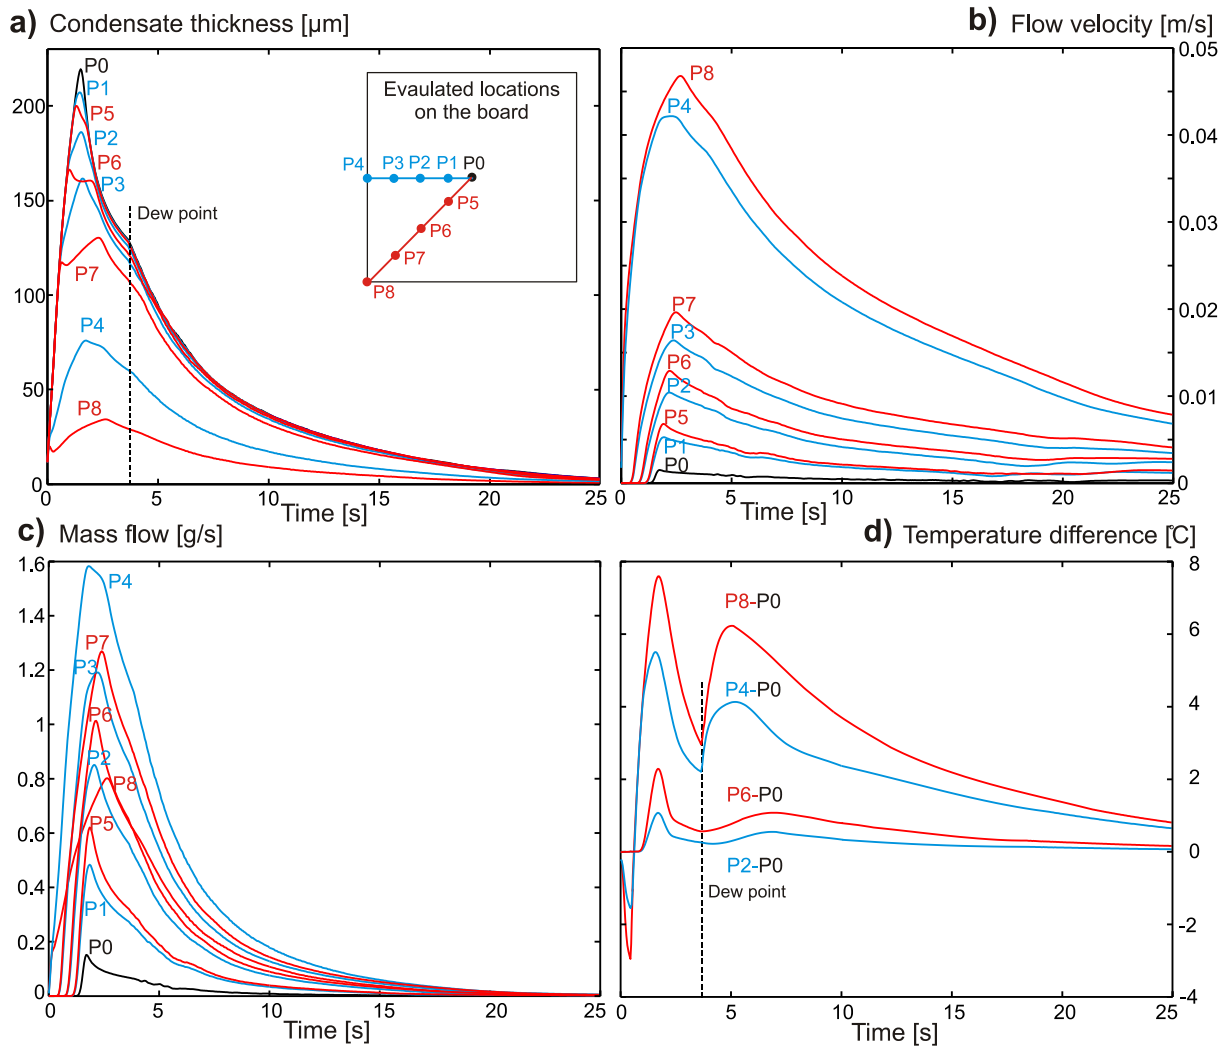 a) Condensate thickness [µm]
P0
P1
P5
P2
P6
P3
P7
P4
P8
Dew point
Evaulated locations
on the board
P4 P3 P2 P1 P0
P5
P6
P7
P8
200
150
100
50
0
0 5 10 15 20 25
Time [s]
b) Flow velocity [m/s]
P8
P4
P7
P3
P6
P2
P5
P1
P0
0.05
0.04
0.03
0.02
0.01
0
0 5 10 15 20 25
Time [s]
c) Mass flow [g/s]
P4
P7
P3
P6
P2
P8
P5
P1
P0
1.6
1.4
1.2
1
0.8
0.6
0.4
0.2
0
0 5 10 15 20 25
Time [s]
d) Temperature difference [°C]
P8-P0
P4-P0
P6-P0
P2-P0
Dew point
8
6
4
2
0
-2
-4
0 5 10 15 20 25
Time [s]